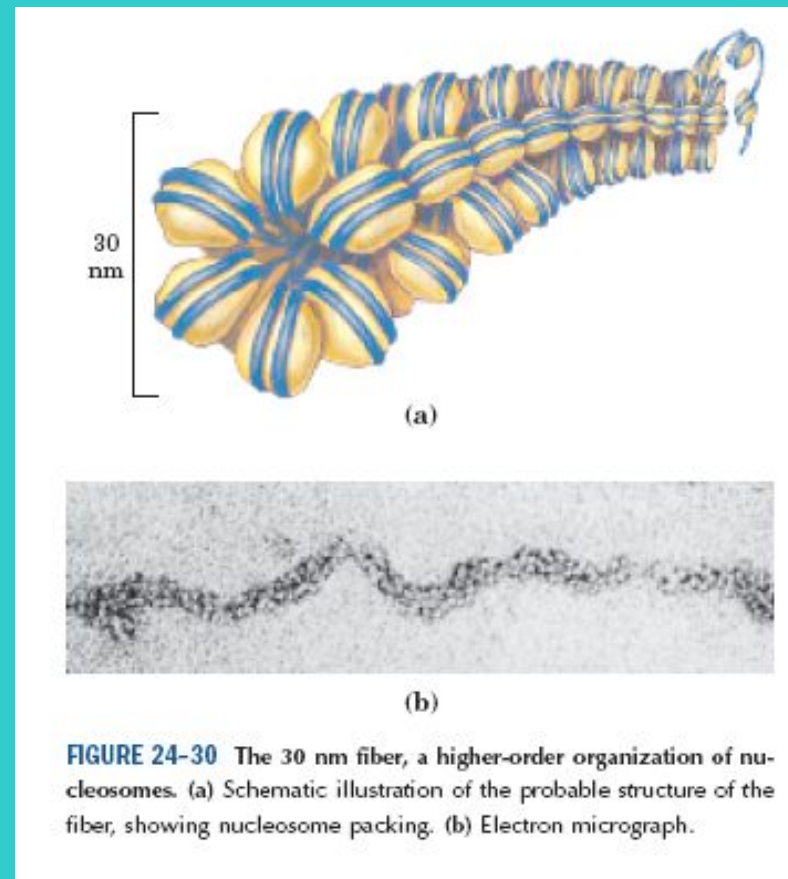 30
nm
(a)
(b)
FIGURE 24-30 The 30 nm fiber, a higher-order organization of nu-
cleosomes. (a) Schematic illustration of the probable structure of the
fiber, showing nucleosome packing. (b) Electron micrograph.